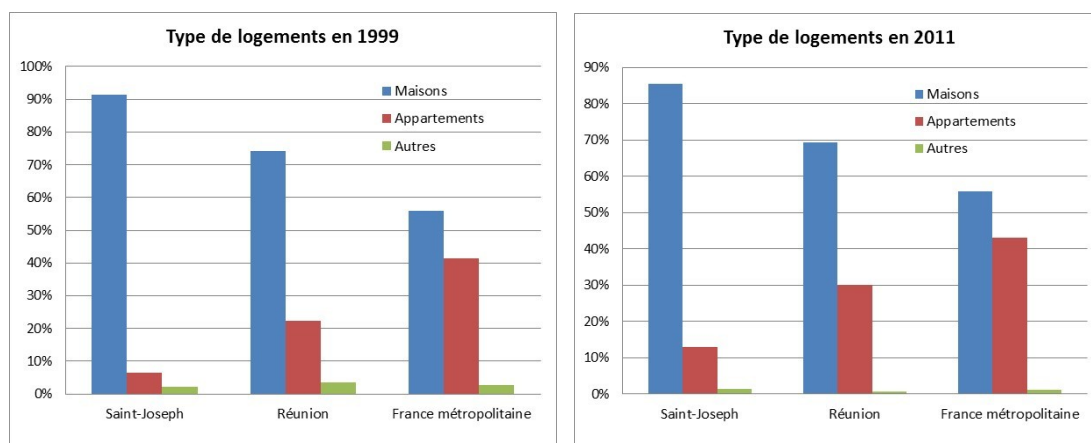 Type de logements en 1999
100%
90%
80%
70%
60%
50%
40%
30%
20%
10%
0%
Maisons
Appartements
Autres
Saint-Joseph Réunion France métropolitaine
Type de logements en 2011
90%
80%
70%
60%
50%
40%
30%
20%
10%
0%
Maisons
Appartements
Autres
Saint-Joseph Réunion France métropolitaine